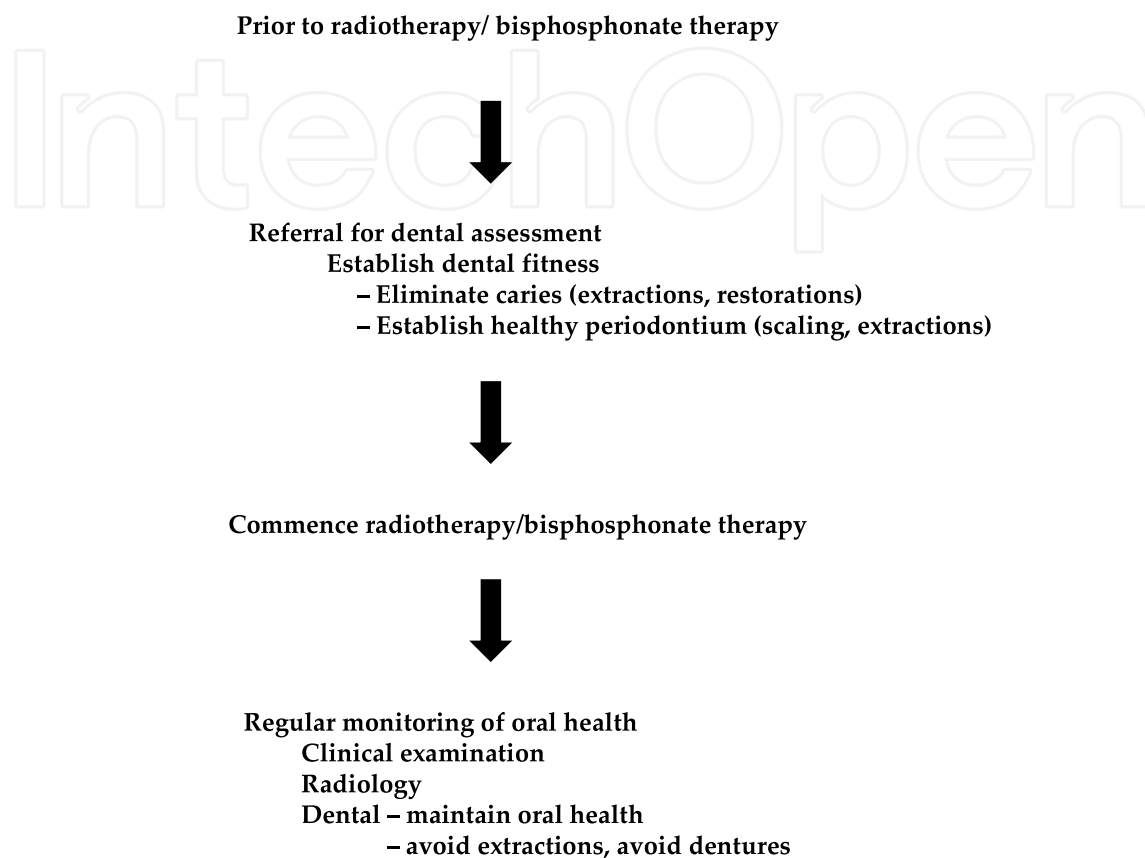 IntechOpen
Prior to radiotherapy/ bisphosphonate therapy
Referral for dental assessment
Establish dental fitness
– Eliminate caries (extractions, restorations)
– Establish healthy periodontium (scaling, extractions)
Commence radiotherapy/bisphosphonate therapy
Regular monitoring of oral health
Clinical examination
Radiology
Dental – maintain oral health
– avoid extractions, avoid dentures